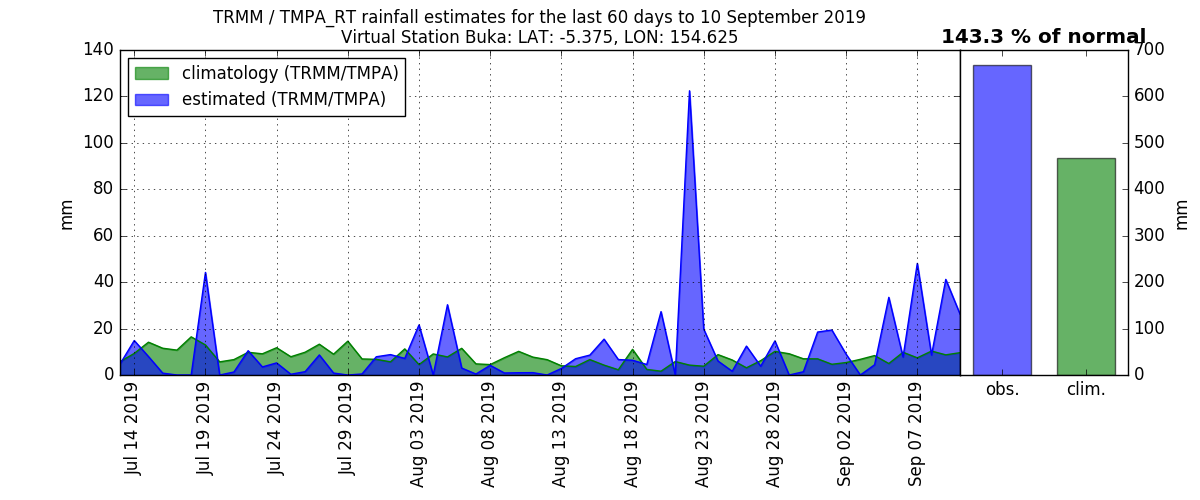 TRMM / TMPA_RT rainfall estimates for the last 60 days to 10 September 2019
Virtual Station Buka: LAT: -5.375, LON: 154.625
143.3 % of normal
climatology (TRMM/TMPA)
estimated (TRMM/TMPA)
mm
140
120
100
80
60
40
20
0
Jul 14 2019
Jul 19 2019
Jul 24 2019
Jul 29 2019
Aug 03 2019
Aug 08 2019
Aug 13 2019
Aug 18 2019
Aug 23 2019
Aug 28 2019
Sep 02 2019
Sep 07 2019
obs.
clim.
700
600
500
400
300
200
100
0
mm